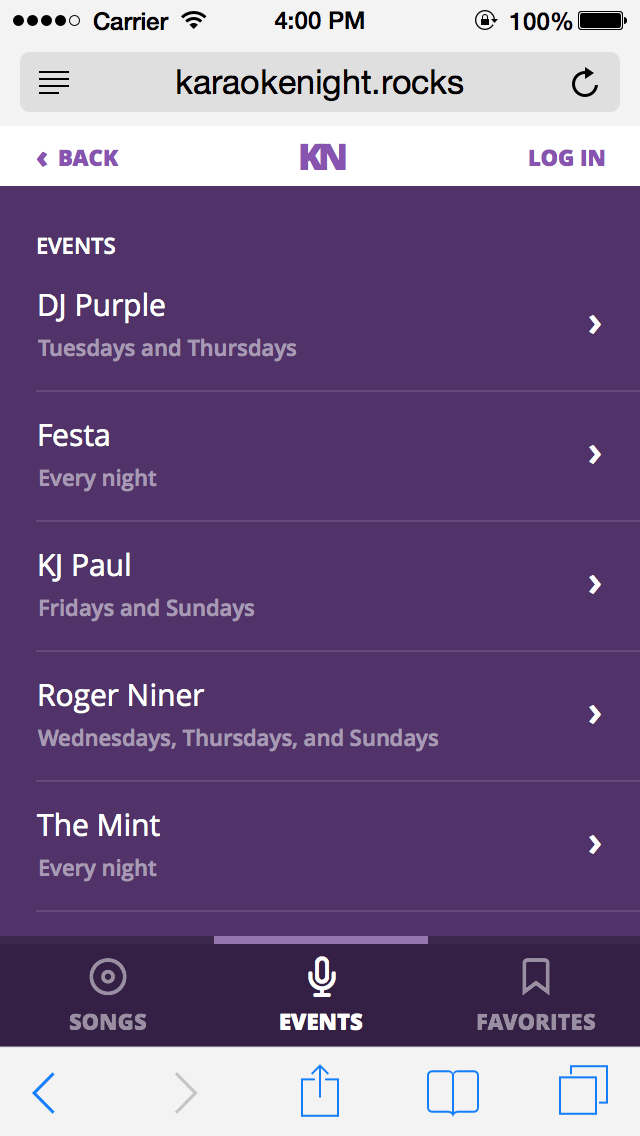 Carrier 4:00 PM 100%
karaokenight.rocks
‹ BACK KN LOG IN
EVENTS
DJ Purple
Tuesdays and Thursdays
Festa
Every night
KJ Paul
Fridays and Sundays
Roger Niner
Wednesdays, Thursdays, and Sundays
The Mint
Every night
SONGS EVENTS FAVORITES